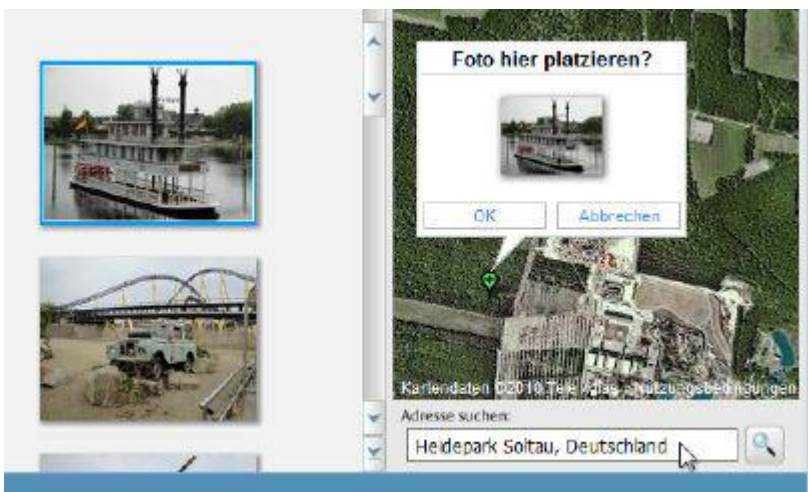 Foto hier platzieren?
OK
Abbrechen
Kartendaten ©2010 Tele Atlas - Nutzungsbedingungen
Adresse suchen:
Heidepark Soltau, Deutschland